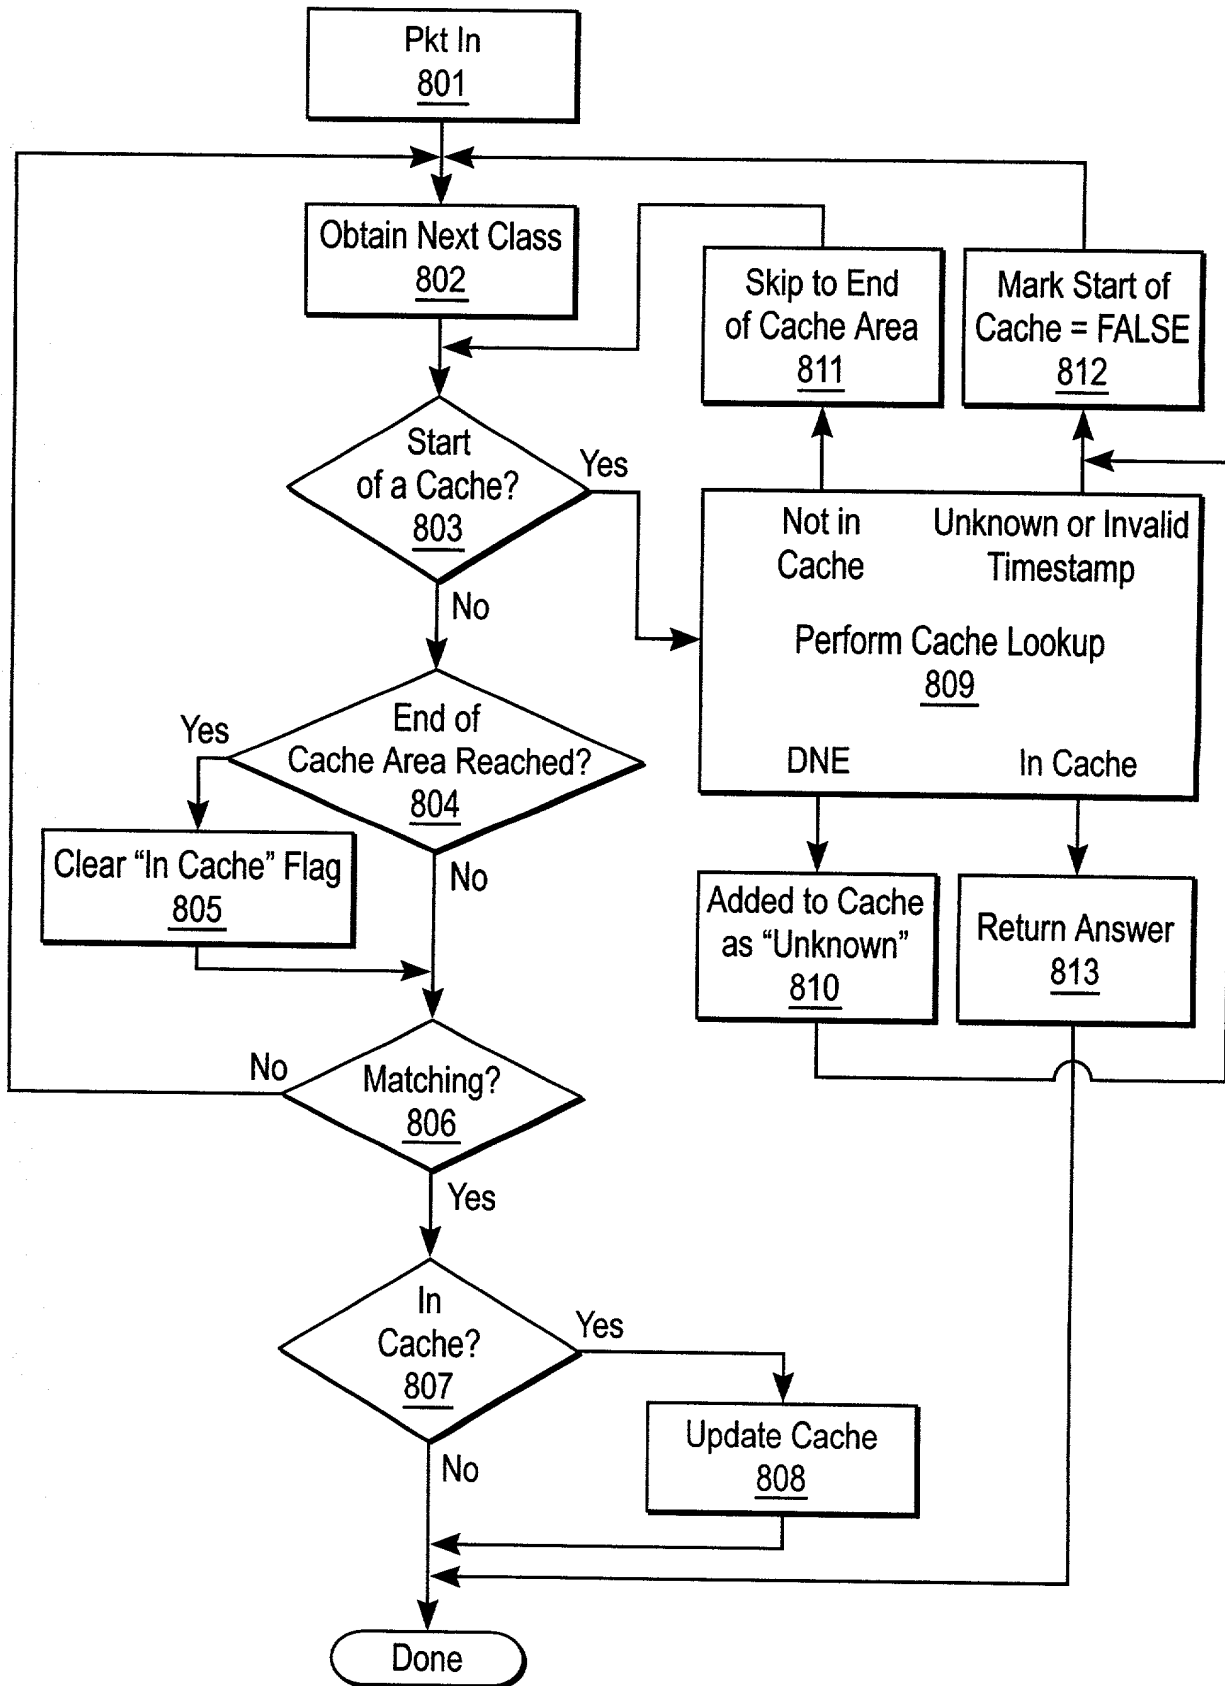 Pkt In
801
Obtain Next Class
802
Skip to End
of Cache Area
811
Mark Start of
Cache = FALSE
812
Start
of a Cache?
803
Yes
No
Not in
Cache
Unknown or Invalid
Timestamp
Perform Cache Lookup
809
DNE
In Cache
End of
Cache Area Reached?
804
Yes
No
Clear “In Cache” Flag
805
Added to Cache
as “Unknown”
810
Return Answer
813
Matching?
806
No
Yes
In
Cache?
807
Yes
No
Update Cache
808
Done